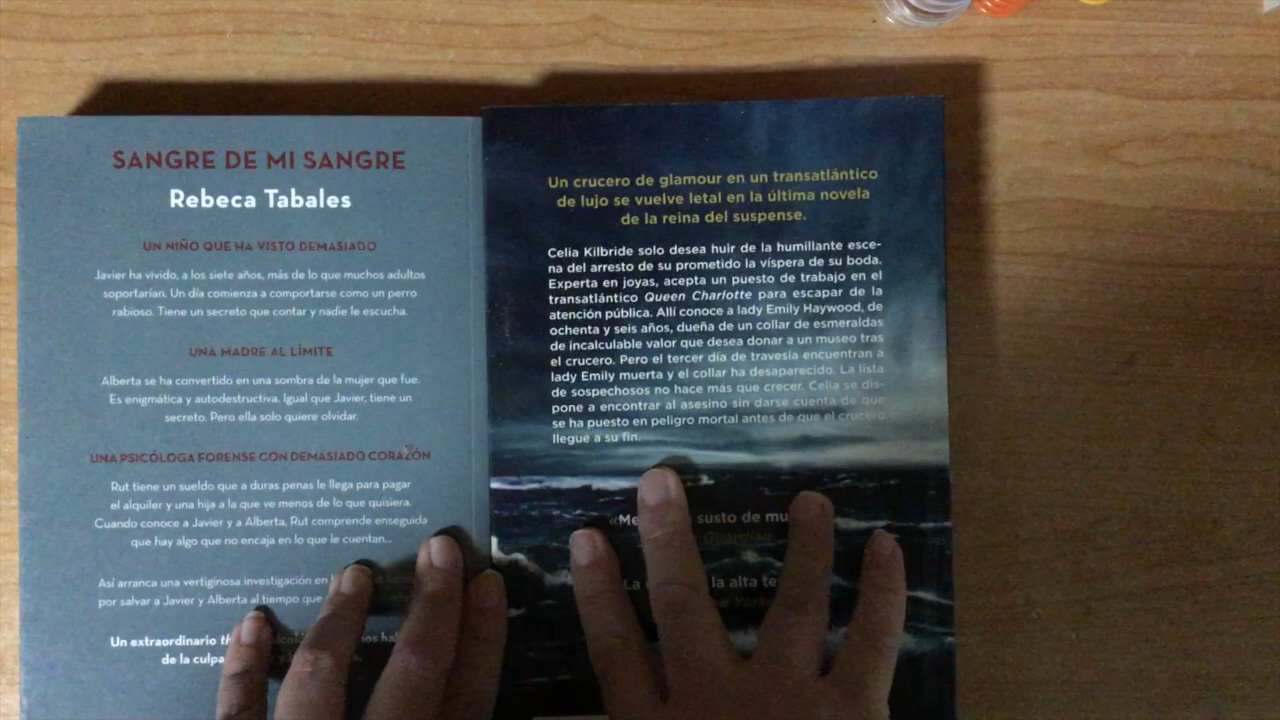 SANGRE DE MI SANGRE
Rebeca Tabales
UN NIÑO QUE HA VISTO DEMASIADO
Javier ha vivido, a los siete años, más de lo que muchos adultos
soportarían. Un día comienza a comportarse como un perro
rabioso. Tiene un secreto que contar y nadie le escucha.
UNA MADRE AL LÍMITE
Alberta se ha convertido en una sombra de la mujer que fue.
Es enigmática y autodestructiva. Igual que Javier, tiene un
secreto. Pero ella solo quiere olvidar.
UNA PSICÓLOGA FORENSE CON DEMASIADO CORAZÓN
Rut tiene un sueldo que a duras penas le llega para pagar
el alquiler y una hija a la que ve menos de lo que quisiera.
Cuando conoce a Javier y a Alberta, Rut comprende enseguida
que hay algo que no encaja en lo que le cuentan...
Así arranca una vertiginosa investigación en
por salvar a Javier y Alberta al tiempo que
Un extraordinario
de la culpa
Un crucero de glamour en un transatlántico
de lujo se vuelve letal en la última novela
de la reina del suspense.
Celia Kilbride solo desea huir de la humillante esce-
na del arresto de su prometido la víspera de su boda.
Experta en joyas, acepta un puesto de trabajo en el
transatlántico Queen Charlotte para escapar de la
atención pública. Allí conoce a lady Emily Haywood, de
ochenta y seis años, dueña de un collar de esmeraldas
de incalculable valor que desea donar a un museo tras
el crucero. Pero el tercer día de travesía encuentran a
lady Emily muerta y el collar ha desaparecido. La lista
de sospechosos no hace más que crecer. Celia se dis-
pone a encontrar al asesino sin darse cuenta de que
se ha puesto en peligro mortal antes de que el crucero
llegue a su fin.
susto de
Guardian
La la alta